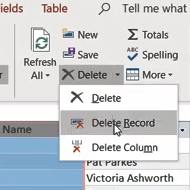 ields Table Tell me what
Refresh All New Totals
Save Spelling
Delete More
Delete
Name Delete Record
Delete Column
Pat Parkes
Victoria Ashworth